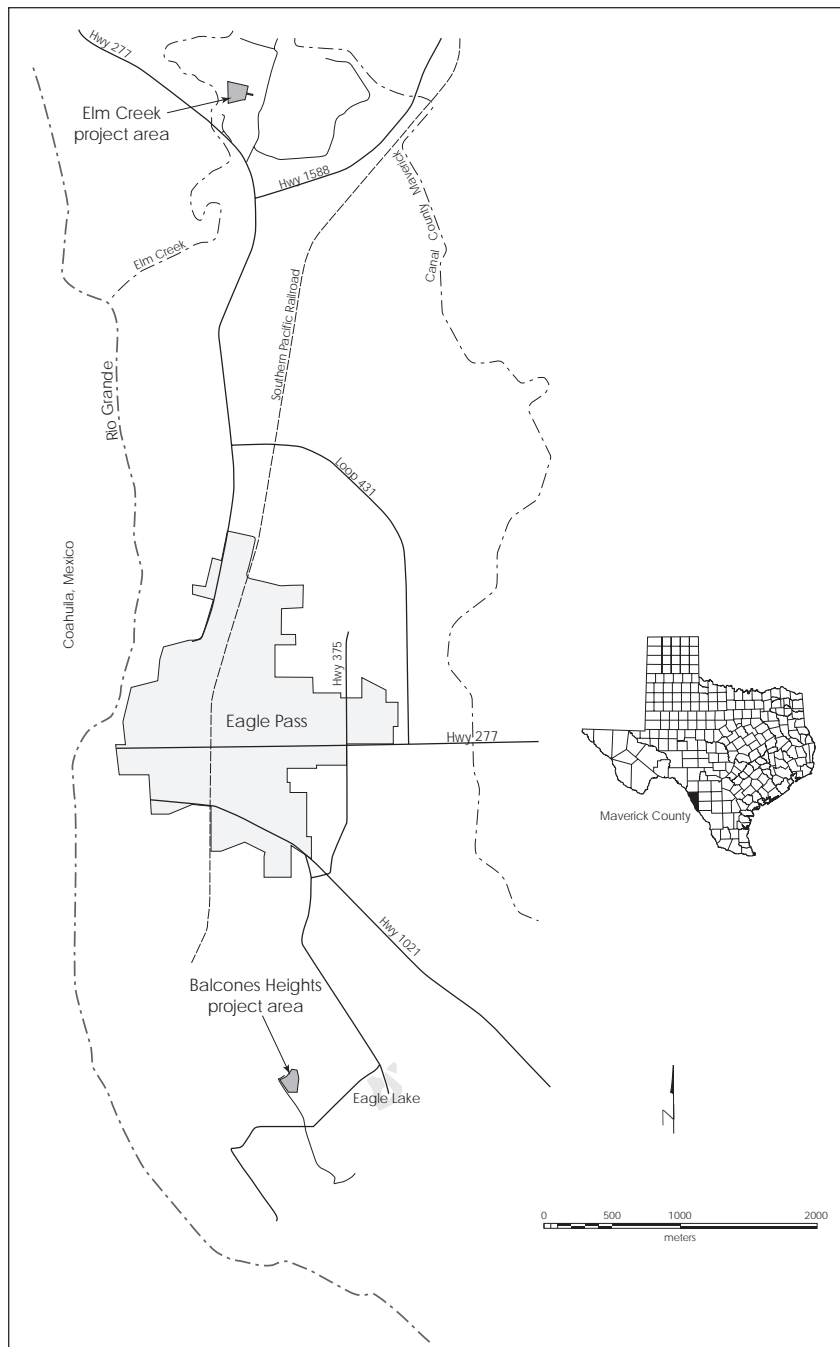 Hwy 277
Elm Creek
project area
Hwy 1588
Canal County Maverick
Elm Creek
Southern Pacific Railroad
Rio Grande
Loop 431
Coahuila, Mexico
Hwy 375
Eagle Pass
Hwy 277
Maverick County
Hwy 1021
Balcones Heights
project area
Eagle Lake
N
0 500 1000 2000
meters